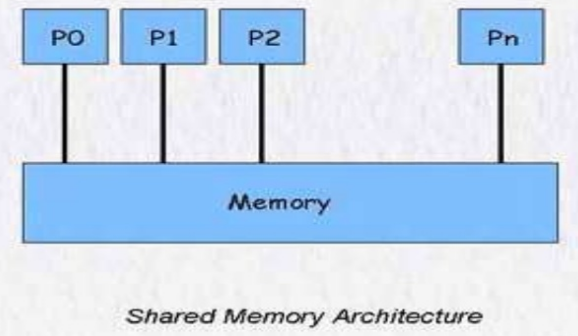 P0 P1 P2 Pn
Memory
Shared Memory Architecture